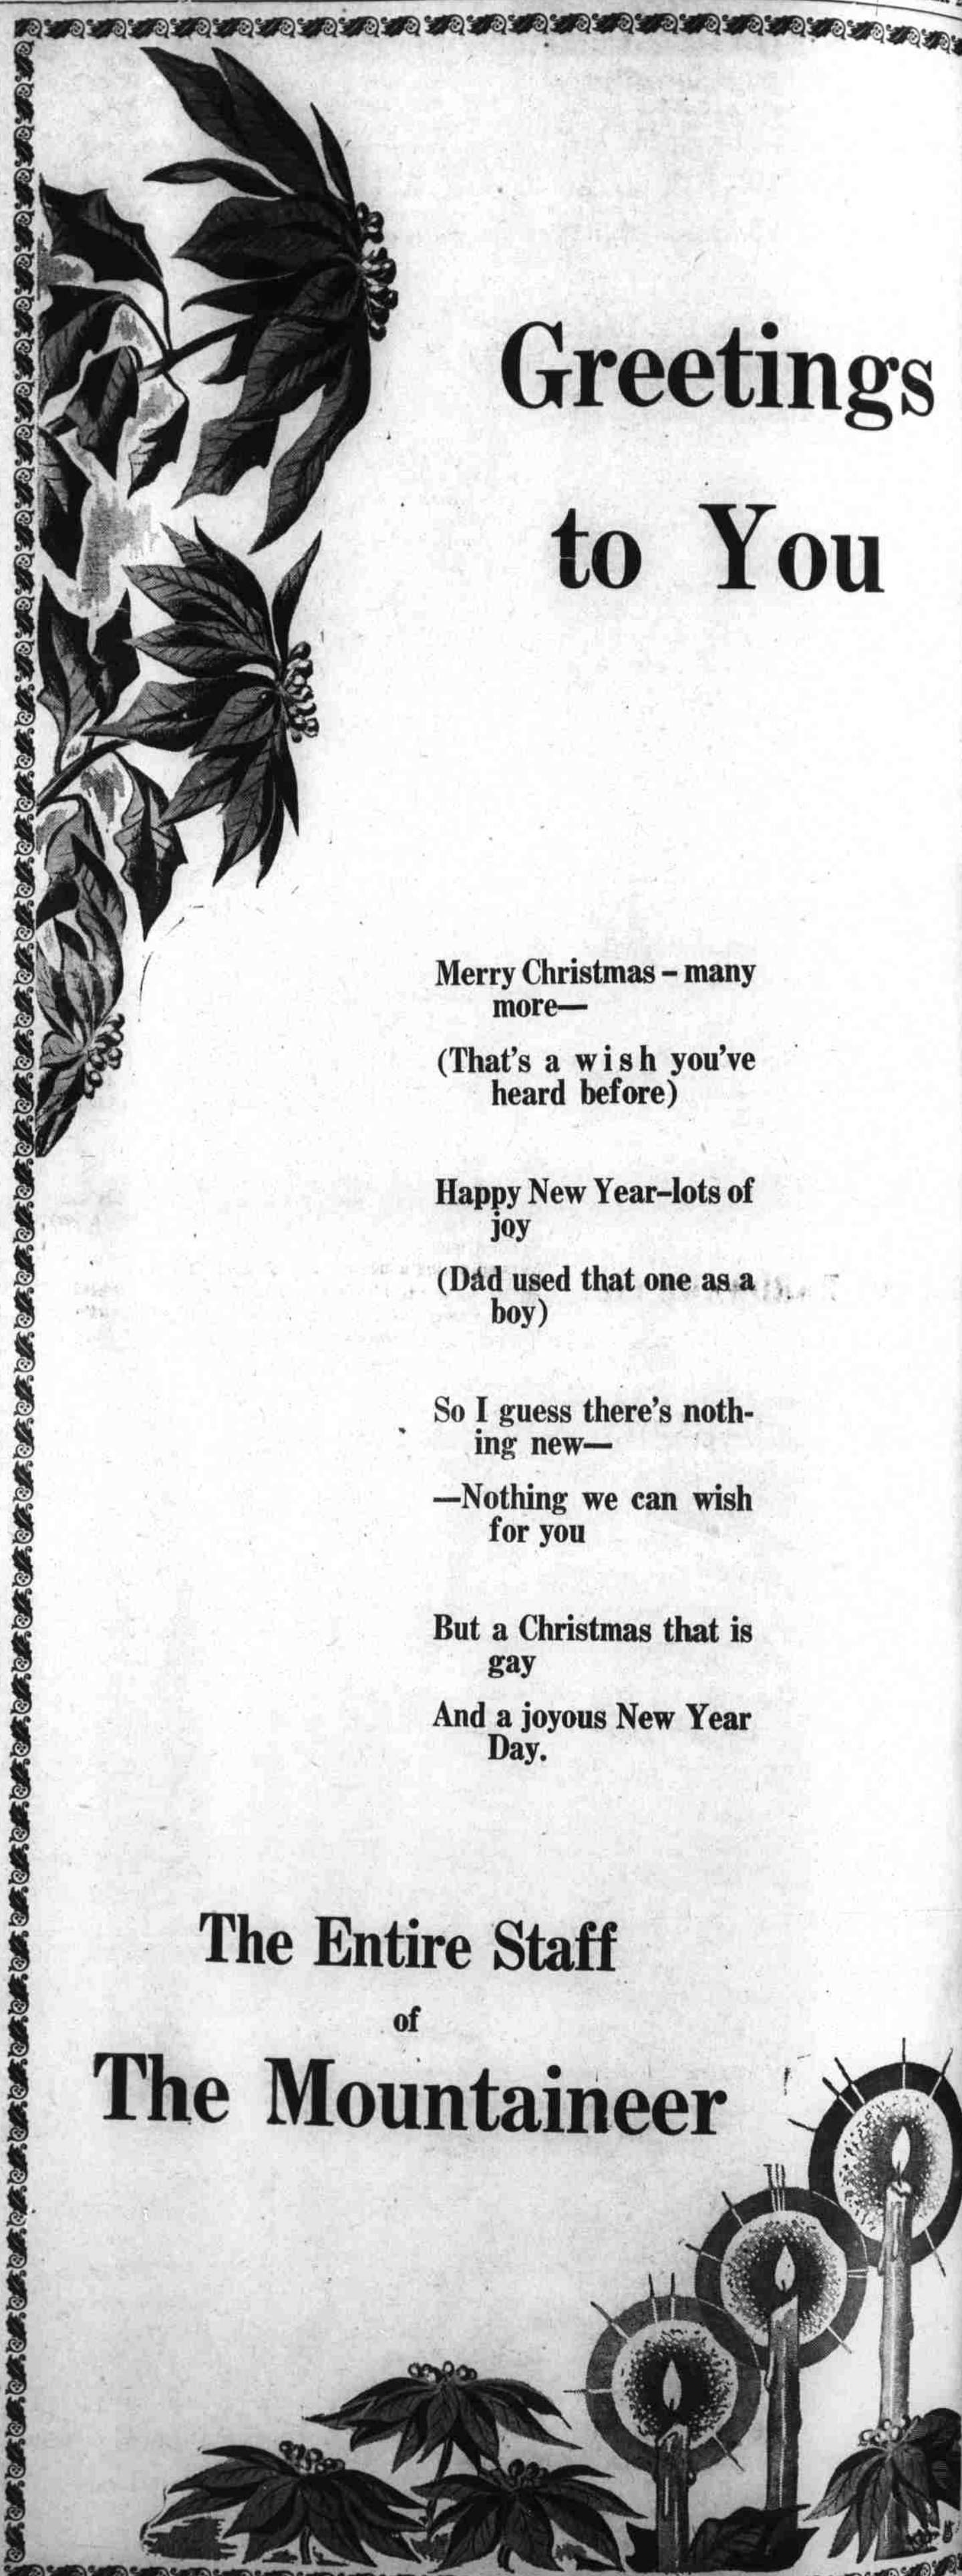 Greetings
to You
Merry Christmas – many
more—
(That's a wish you've
heard before)
Happy New Year–lots of
joy
(Dad used that one as a
boy)
So I guess there's noth-
ing new—
—Nothing we can wish
for you
But a Christmas that is
gay
And a joyous New Year
Day.
The Entire Staff
of
The Mountaineer